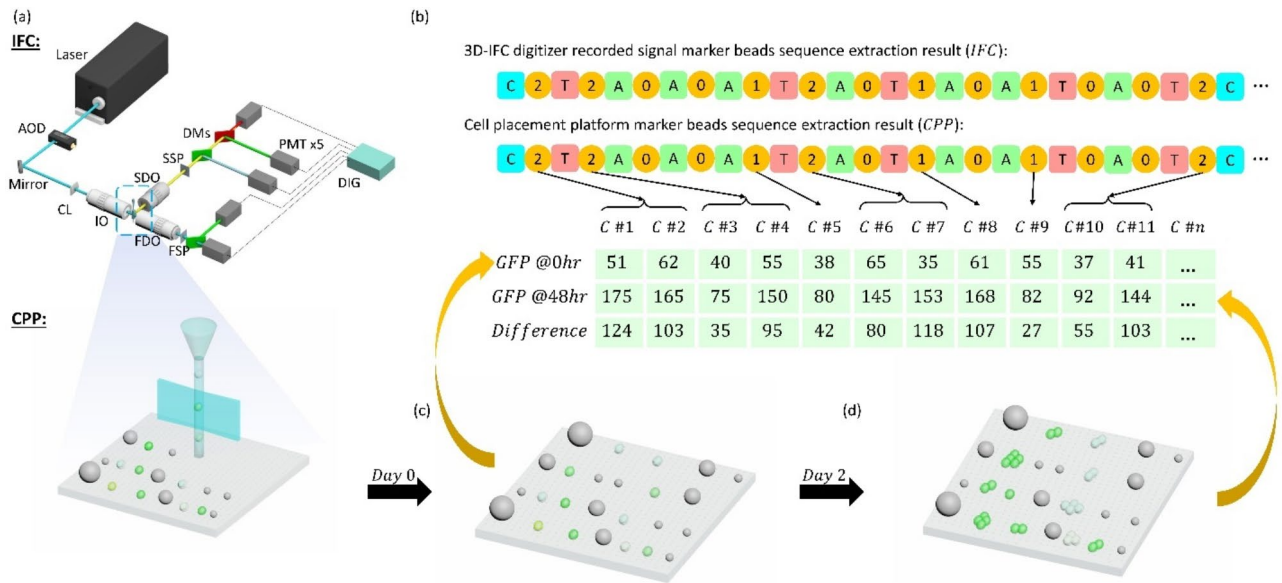 (a)
IFC:
Laser
AOD
Mirror
CL
IO
SDO
FDO
SSP
FSP
DMs
PMT x5
DIG
CPP:
(b)
3D-IFC digitizer recorded signal marker beads sequence extraction result (IFC):
C 2 T 2 A 0 A 0 A 1 T 2 A 0 T 1 A 0 A 1 T 0 A 0 T 2 C ...
Cell placement platform marker beads sequence extraction result (CPP):
C 2 T 2 A 0 A 0 A 1 T 2 A 0 T 1 A 0 A 1 T 0 A 0 T 2 C ...
C #1 C #2 C #3 C #4 C #5 C #6 C #7 C #8 C #9 C #10 C #11 C #n
GFP @0hr 51 62 40 55 38 65 35 61 55 37 41 ...
GFP @48hr 175 165 75 150 80 145 153 168 82 92 144 ...
Difference 124 103 35 95 42 80 118 107 27 55 103 ...
Day 0
(c)
Day 2
(d)